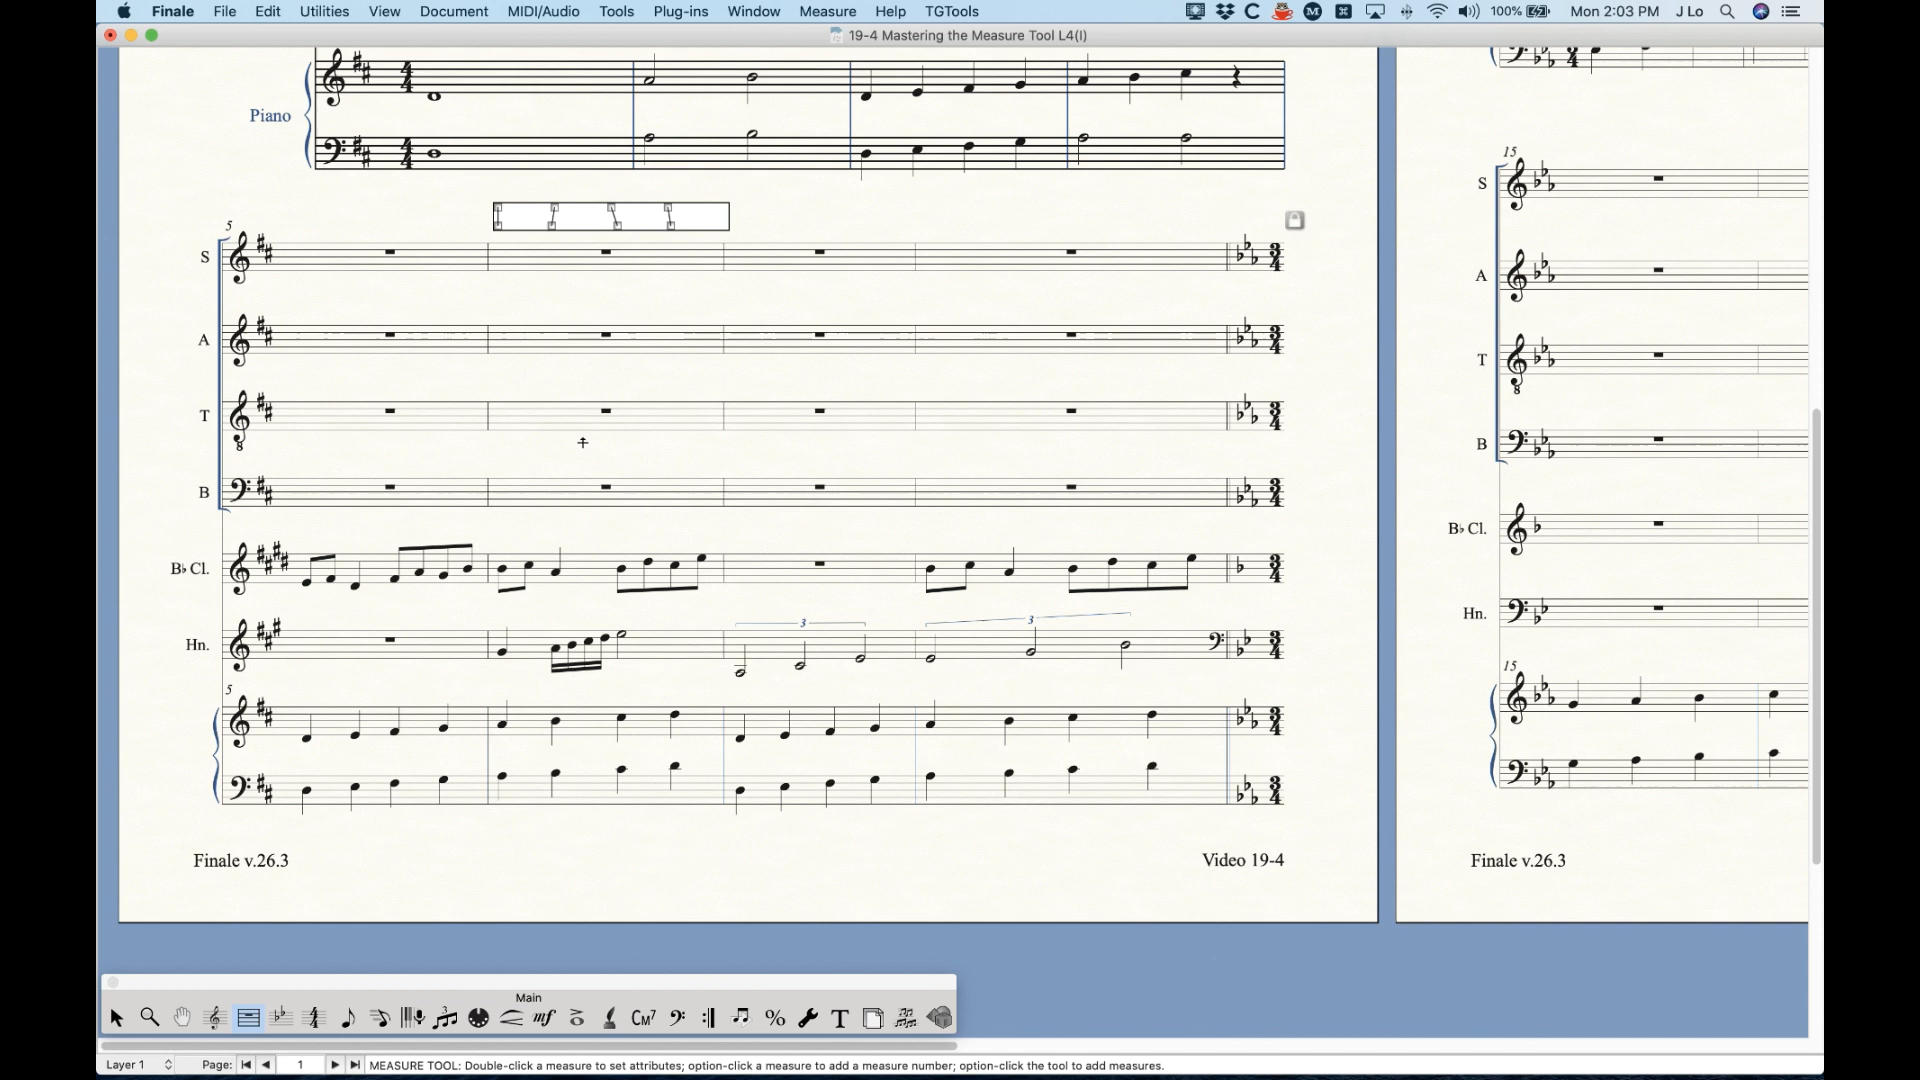 Finale File Edit Utilities View Document MIDI/Audio Tools Plug-ins Window Measure Help TGTools 100% Mon 2:03 PM J Lo
19-4 Mastering the Measure Tool L4(I)
Piano
15
S
A
T
B
B♭ Cl.
Hn.
15
5
S
A
T
B
B♭ Cl.
Hn.
3
3
5
Finale v.26.3
Video 19-4
Finale v.26.3
Main
mf CM7 % T
Layer 1 Page: 1 MEASURE TOOL: Double-click a measure to set attributes; option-click a measure to add a measure number; option-click the tool to add measures.